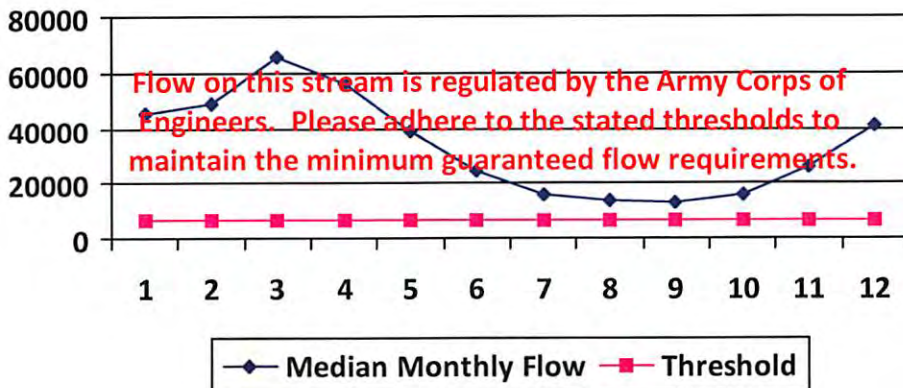 80000
60000
40000
20000
0
Flow on this stream is regulated by the Army Corps of
Engineers. Please adhere to the stated thresholds to
maintain the minimum guaranteed flow requirements.
1 2 3 4 5 6 7 8 9 10 11 12
Median Monthly Flow Threshold